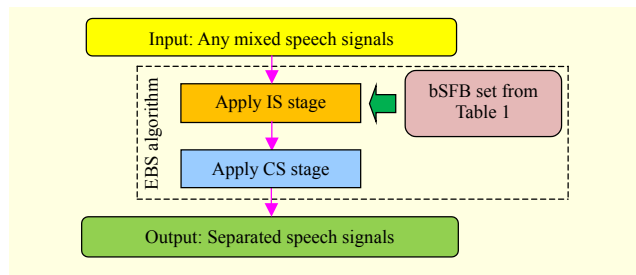 Input: Any mixed speech signals
EBS algorithm
Apply IS stage
bSFB set from
Table 1
Apply CS stage
Output: Separated speech signals